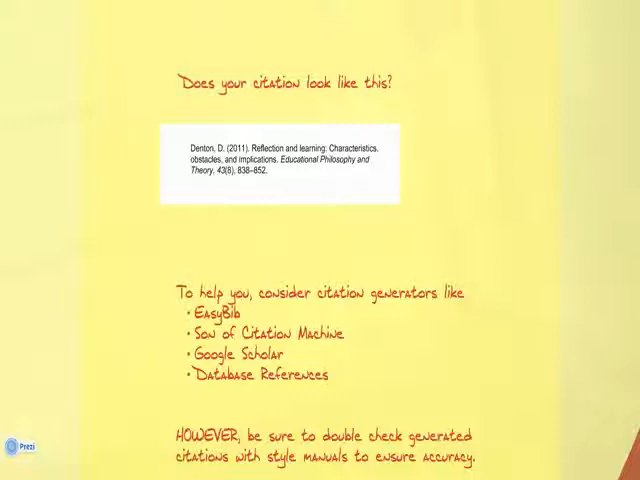 Does your citation look like this?
Denton, D. (2011). Reflection and learning: Characteristics,
obstacles, and implications. Educational Philosophy and
Theory, 43(8), 838–852.
To help you, consider citation generators like
• EasyBib
• Son of Citation Machine
• Google Scholar
• Database References
HOWEVER, be sure to double check generated
citations with style manuals to ensure accuracy.
Prezi